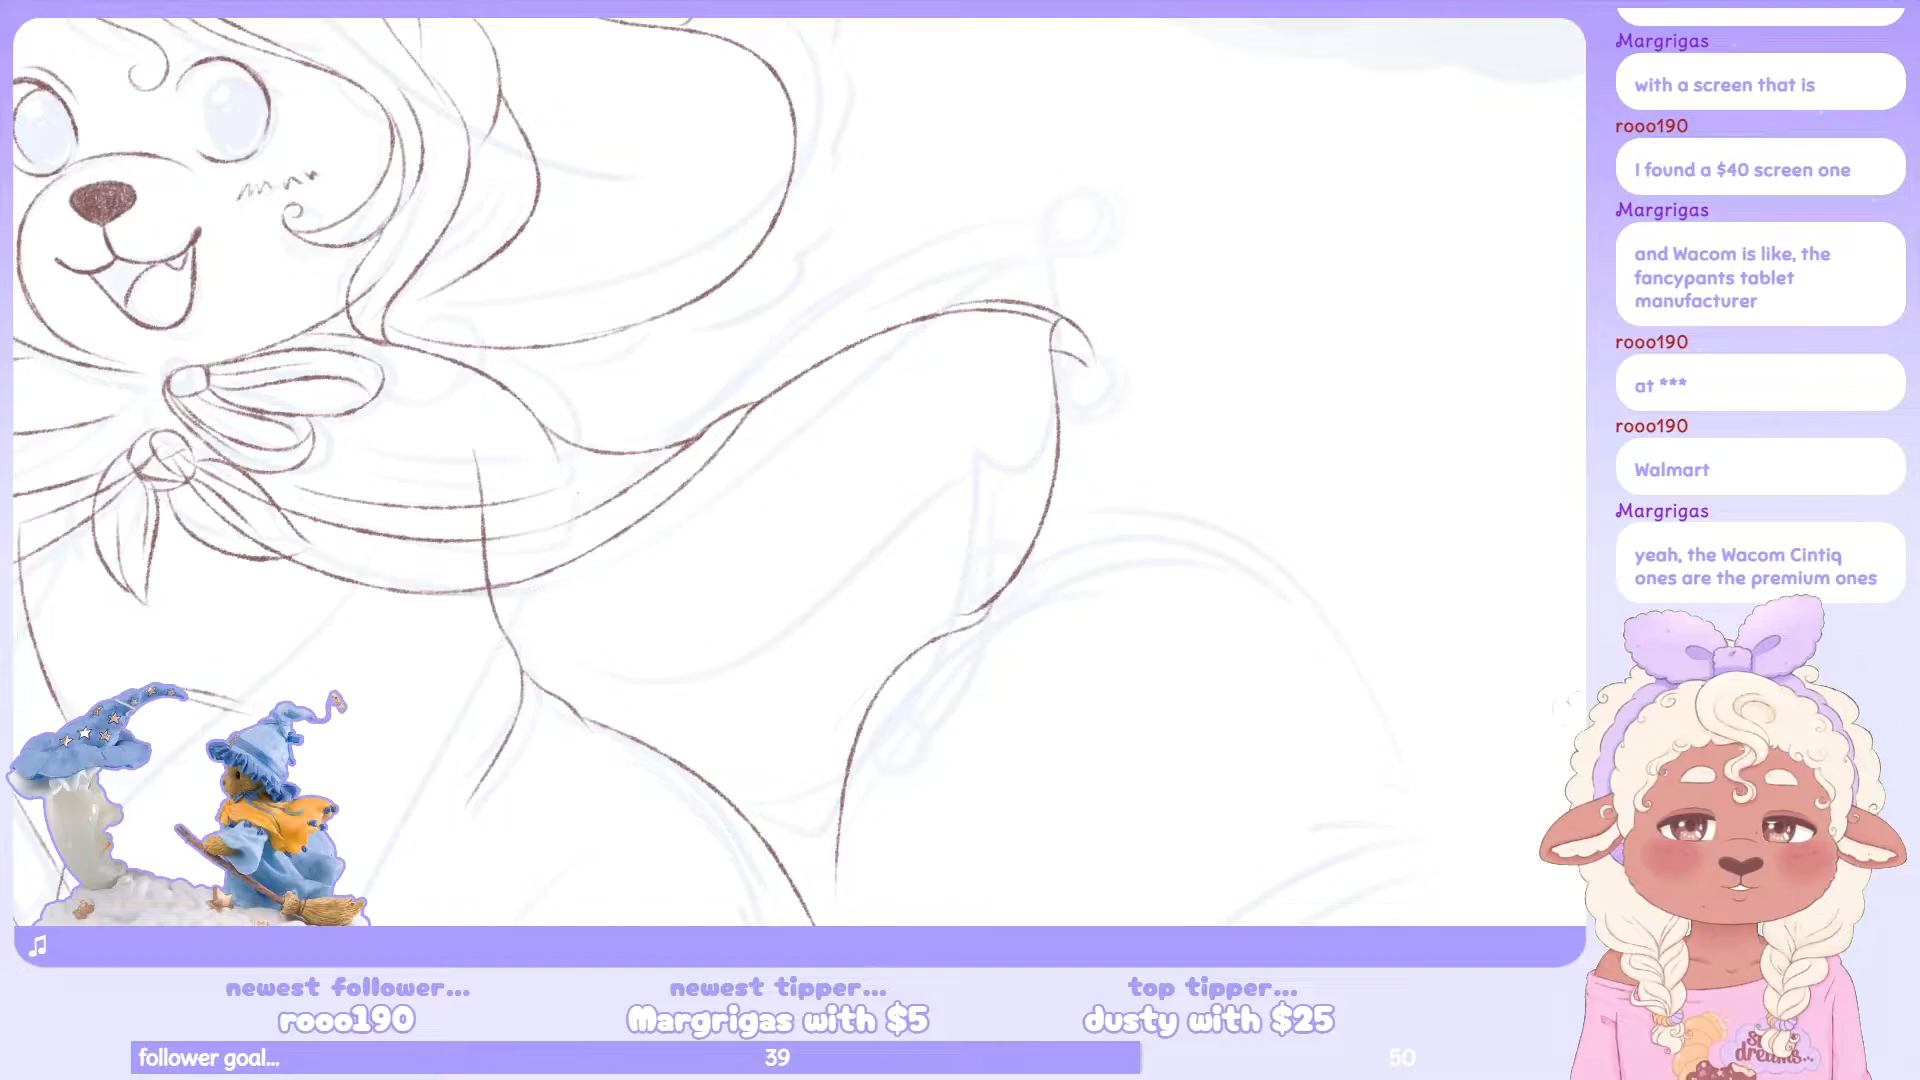 Margrigas
with a screen that is
rooo190
I found a $40 screen one
Margrigas
and Wacom is like, the
fancypants tablet
manufacturer
rooo190
at ***
rooo190
Walmart
Margrigas
yeah, the Wacom Cintiq
ones are the premium ones
newest follower...
rooo190
newest tipper...
Margrigas with $5
top tipper...
dusty with $25
follower goal...
39
50
dreams...